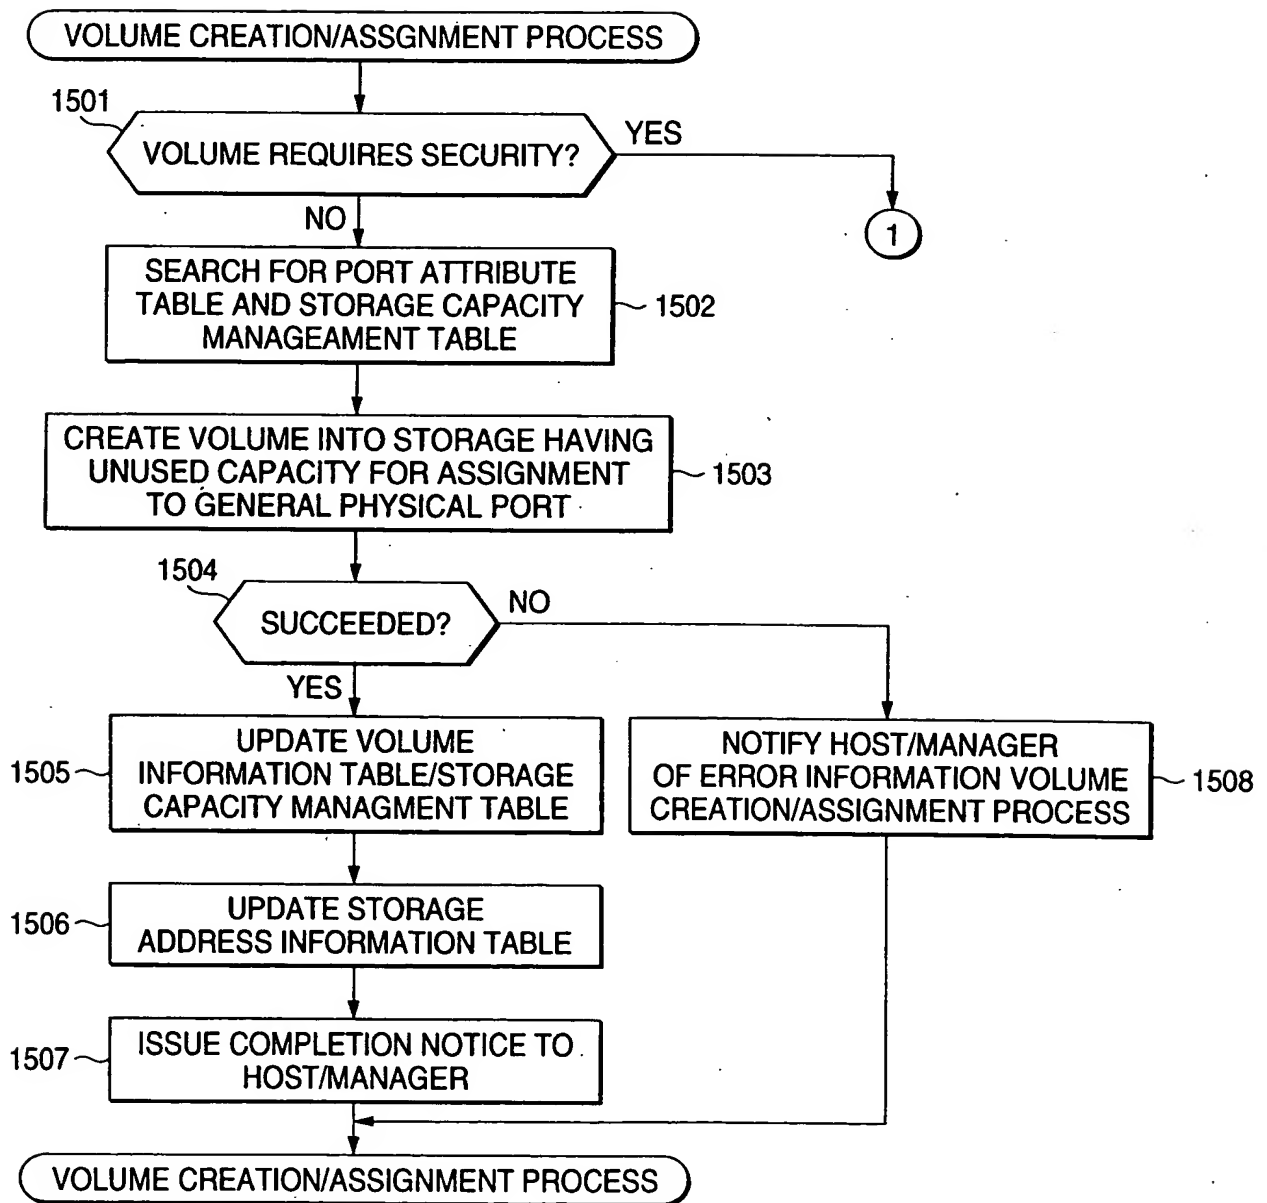 VOLUME CREATION/ASSGNMENT PROCESS
1501
VOLUME REQUIRES SECURITY?
YES
NO
1
SEARCH FOR PORT ATTRIBUTE
TABLE AND STORAGE CAPACITY
MANAGEAMENT TABLE
1502
CREATE VOLUME INTO STORAGE HAVING
UNUSED CAPACITY FOR ASSIGNMENT
TO GENERAL PHYSICAL PORT
1503
1504
SUCCEEDED?
NO
YES
UPDATE VOLUME
INFORMATION TABLE/STORAGE
CAPACITY MANAGMENT TABLE
1505
NOTIFY HOST/MANAGER
OF ERROR INFORMATION VOLUME
CREATION/ASSIGNMENT PROCESS
1508
1506
UPDATE STORAGE
ADDRESS INFORMATION TABLE
1507
ISSUE COMPLETION NOTICE TO
HOST/MANAGER
VOLUME CREATION/ASSIGNMENT PROCESS